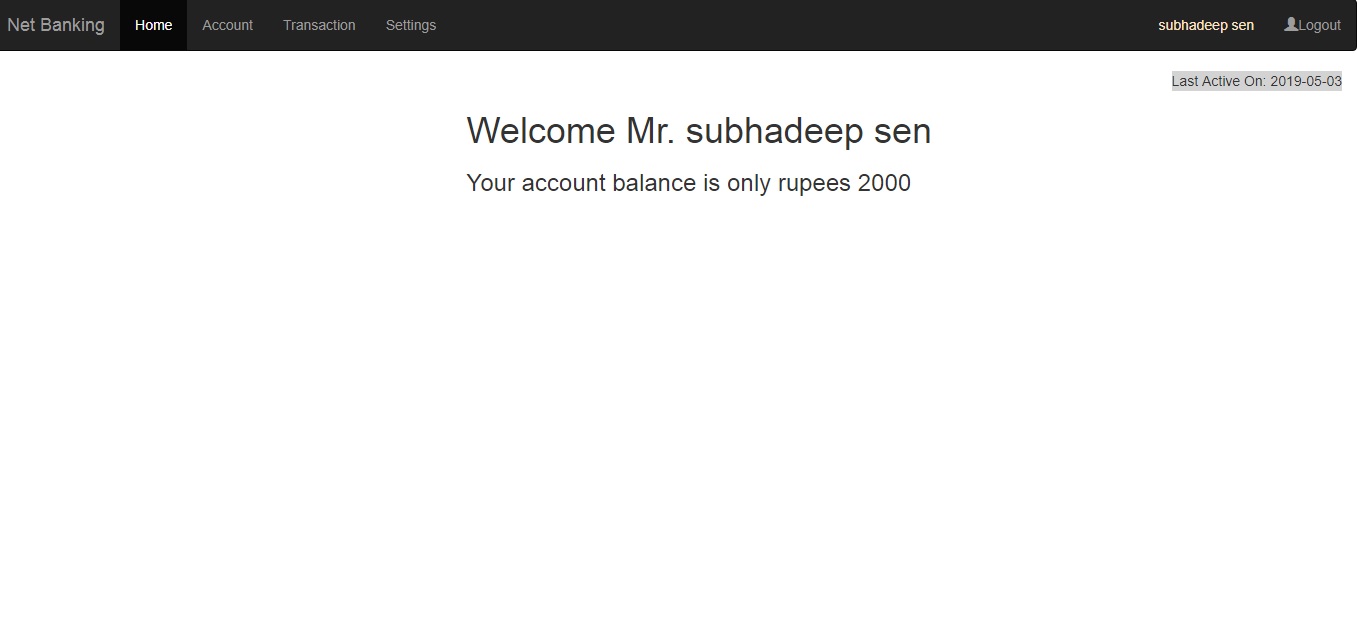 Net Banking Home Account Transaction Settings subhadeep sen Logout
Last Active On: 2019-05-03
Welcome Mr. subhadeep sen
Your account balance is only rupees 2000